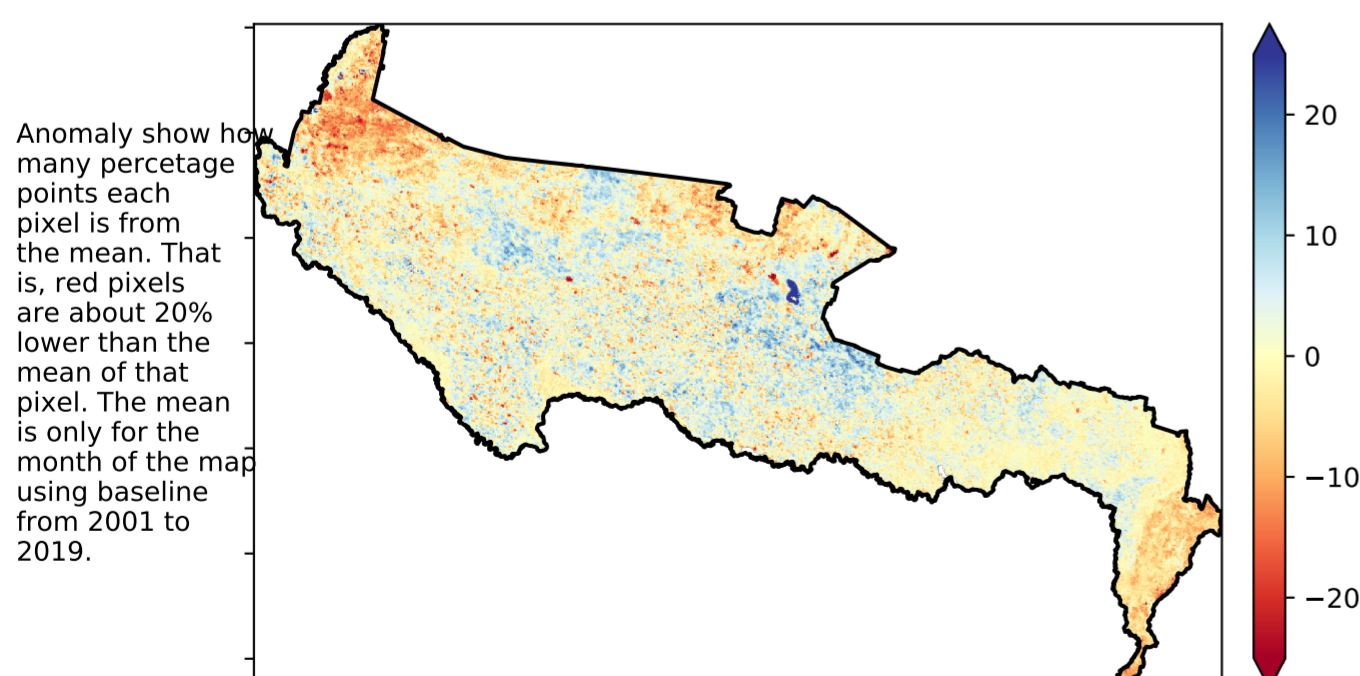 Anomaly show how
many percetage
points each
pixel is from
the mean. That
is, red pixels
are about 20%
lower than the
mean of that
pixel. The mean
is only for the
month of the map
using baseline
from 2001 to
2019.
20
10
0
−10
−20